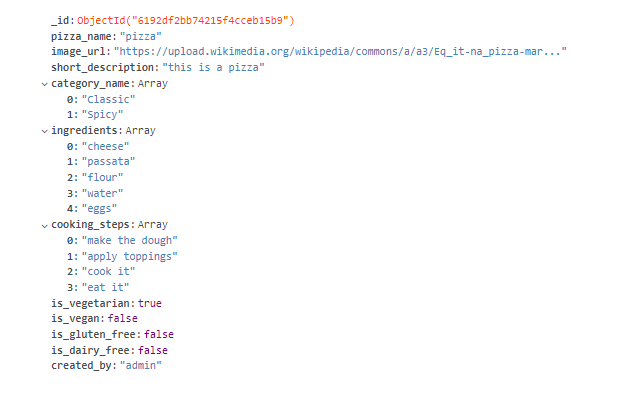 _id: ObjectId("6192df2bb74215f4cceb15b9")
pizza_name: "pizza"
image_url: "https://upload.wikimedia.org/wikipedia/commons/a/a3/Eq_it-na_pizza-mar..."
short_description: "this is a pizza"
category_name: Array
0: "Classic"
1: "Spicy"
ingredients: Array
0: "cheese"
1: "passata"
2: "flour"
3: "water"
4: "eggs"
cooking_steps: Array
0: "make the dough"
1: "apply toppings"
2: "cook it"
3: "eat it"
is_vegetarian: true
is_vegan: false
is_gluten_free: false
is_dairy_free: false
created_by: "admin"